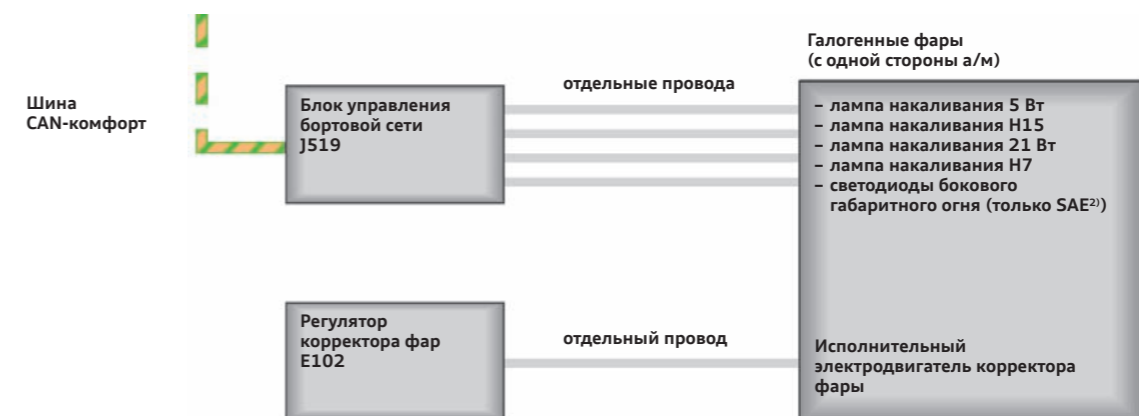 Шина
CAN-комфорт
Блок управления
бортовой сети
J519
отдельные провода
Галогенные фары
(с одной стороны а/м)
– лампа накаливания 5 Вт
– лампа накаливания H15
– лампа накаливания 21 Вт
– лампа накаливания H7
– светодиоды бокового
габаритного огня (только SAE²⁾)
Регулятор
корректора фар
E102
отдельный провод
Исполнительный
электродвигатель корректора
фары